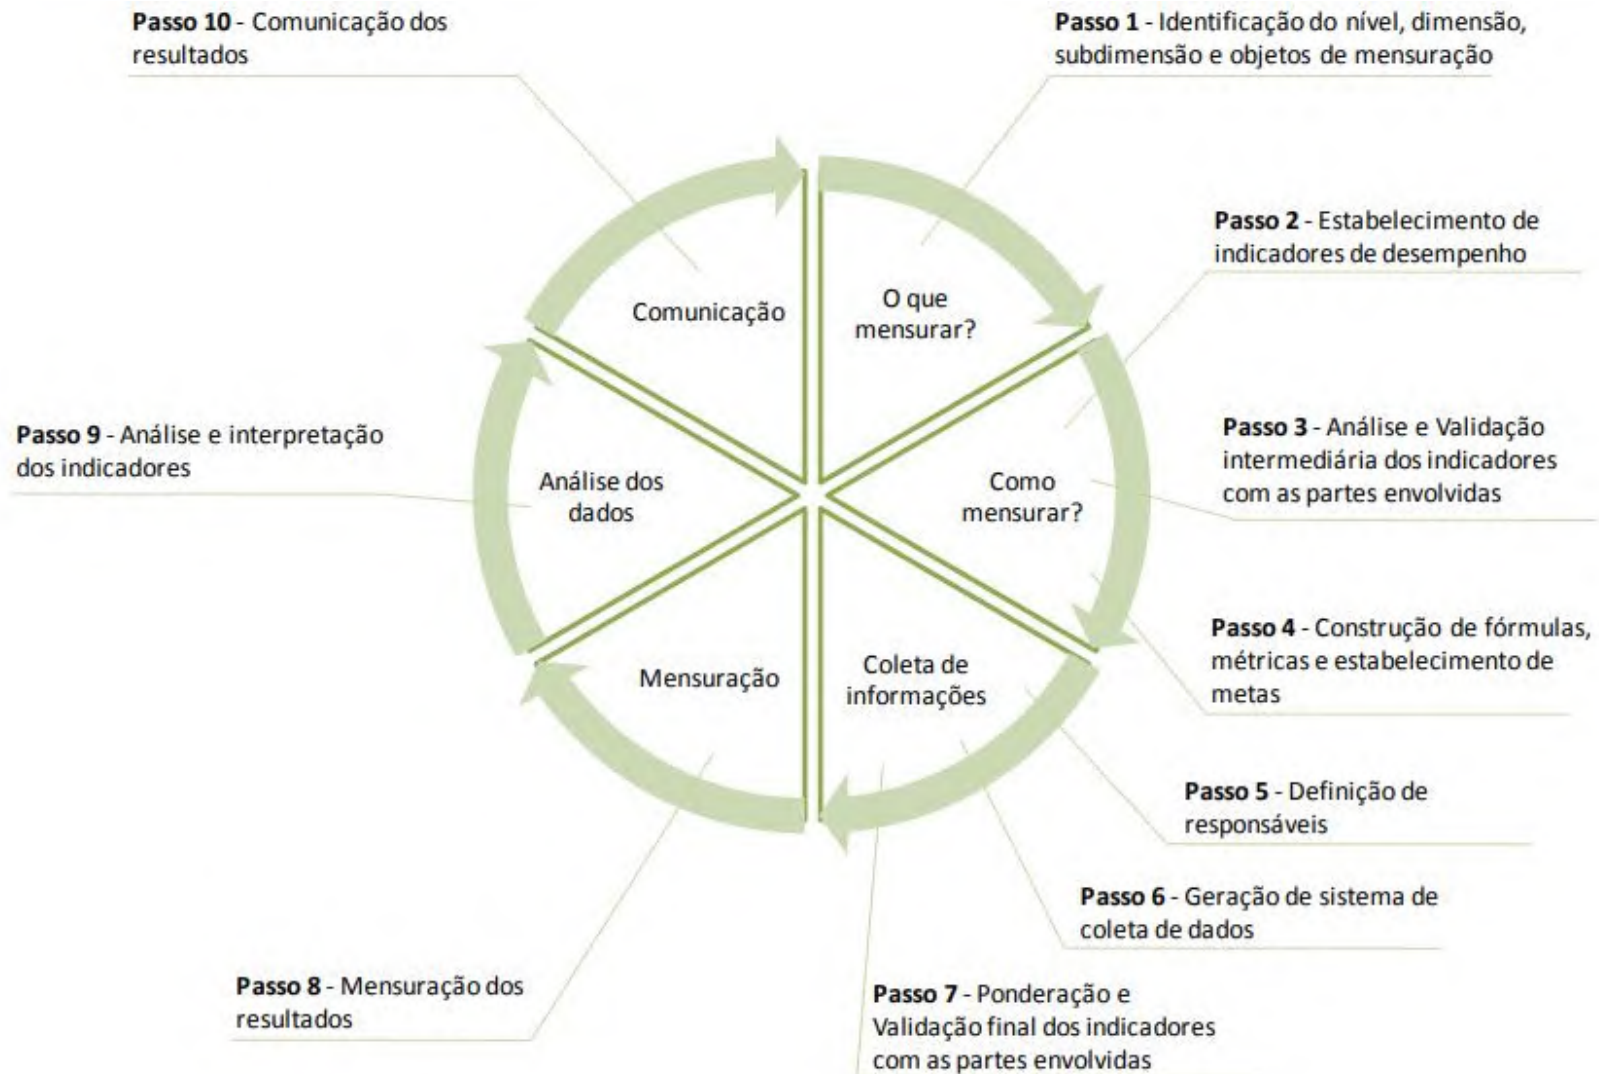 Passo 10 - Comunicação dos
resultados
Passo 1 - Identificação do nível, dimensão,
subdimensão e objetos de mensuração
Passo 2 - Estabelecimento de
indicadores de desempenho
Comunicação
O que
mensurar?
Passo 3 - Análise e Validação
intermediária dos indicadores
com as partes envolvidas
Passo 9 - Análise e interpretação
dos indicadores
Análise dos
dados
Como
mensurar?
Passo 4 - Construção de fórmulas,
métricas e estabelecimento de
metas
Mensuração
Coleta de
informações
Passo 5 - Definição de
responsáveis
Passo 6 - Geração de sistema de
coleta de dados
Passo 8 - Mensuração dos
resultados
Passo 7 - Ponderação e
Validação final dos indicadores
com as partes envolvidas